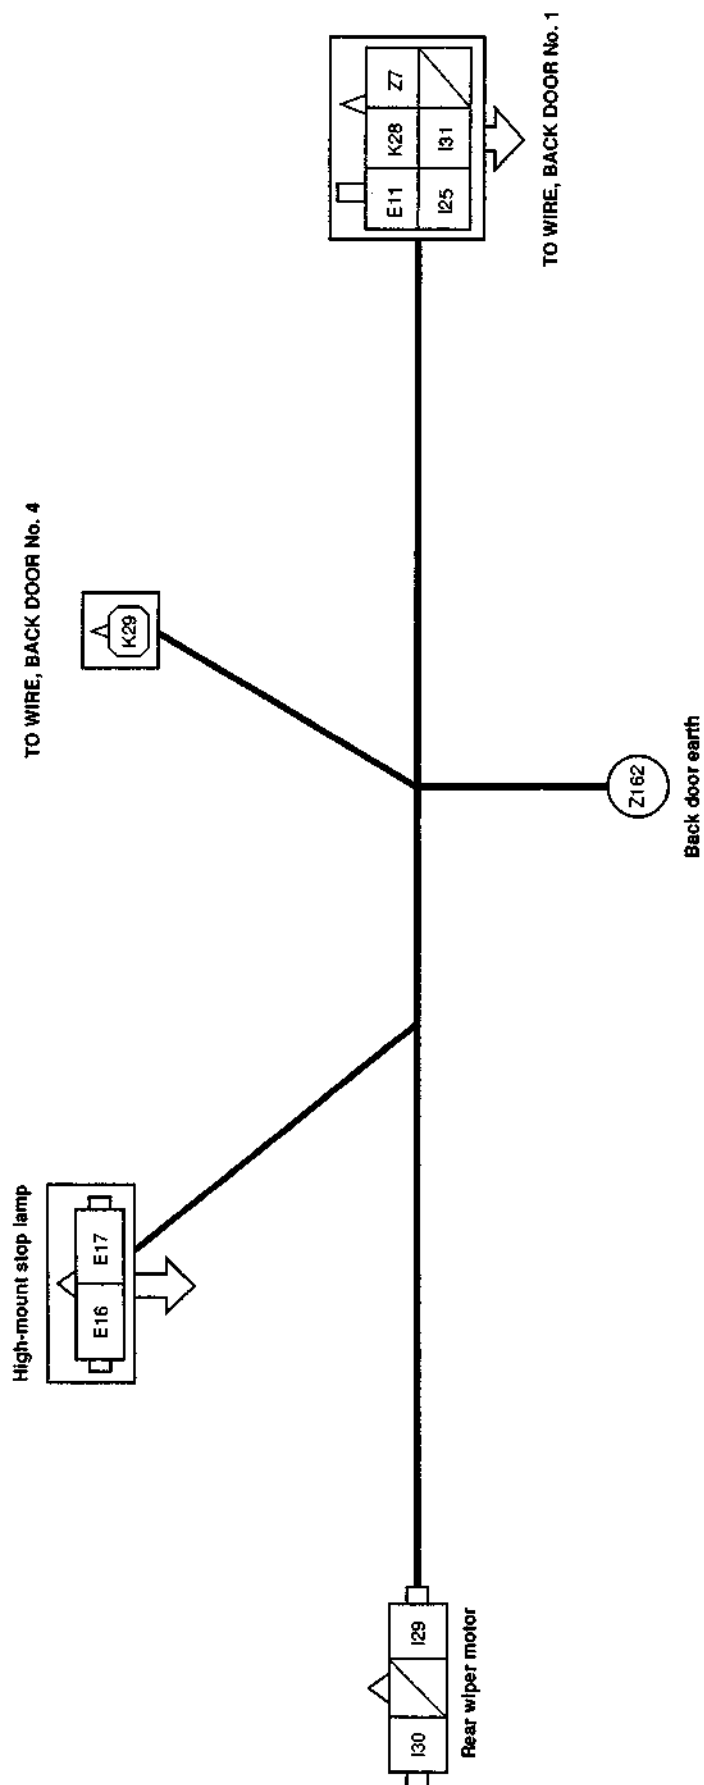 High-mount stop lamp
E16 E17
TO WIRE, BACK DOOR No. 4
K29
I30 I29
Rear wiper motor
Z162
Back door earth
E11 K28 Z7
I25 I31
TO WIRE, BACK DOOR No. 1